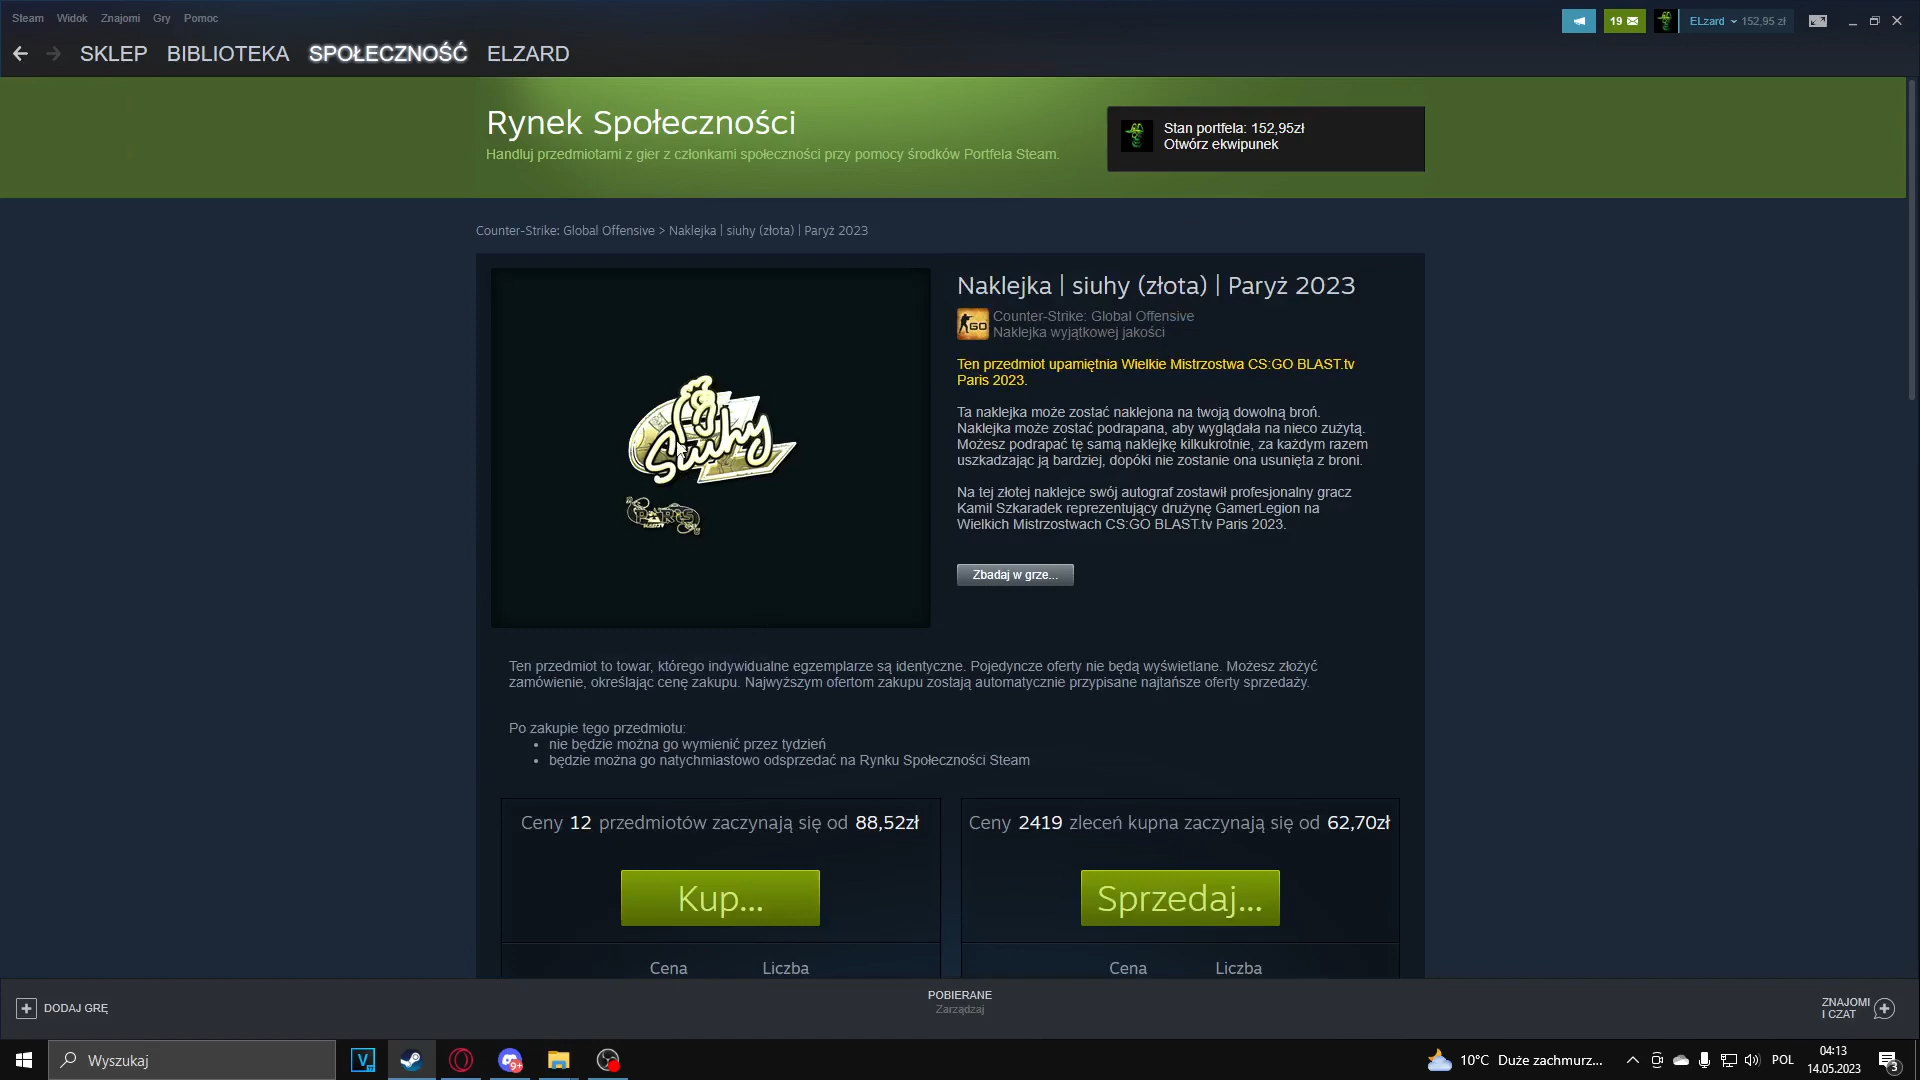 Steam Widok Znajomi Gry Pomoc
19
ELzard 152,95 zł
SKLEP BIBLIOTEKA SPOŁECZNOŚĆ ELZARD
Rynek Społeczności
Handluj przedmiotami z gier z członkami społeczności przy pomocy środków Portfela Steam.
Stan portfela: 152,95zł
Otwórz ekwipunek
Counter-Strike: Global Offensive > Naklejka | siuhy (złota) | Paryż 2023
Siuhy
PARIS
Naklejka | siuhy (złota) | Paryż 2023
GO
Counter-Strike: Global Offensive
Naklejka wyjątkowej jakości
Ten przedmiot upamiętnia Wielkie Mistrzostwa CS:GO BLAST.tv
Paris 2023.
Ta naklejka może zostać naklejona na twoją dowolną broń.
Naklejka może zostać podrapana, aby wyglądała na nieco zużytą.
Możesz podrapać tę samą naklejkę kilkukrotnie, za każdym razem
uszkadzając ją bardziej, dopóki nie zostanie ona usunięta z broni.
Na tej złotej naklejce swój autograf zostawił profesjonalny gracz
Kamil Szkaradek reprezentujący drużynę GamerLegion na
Wielkich Mistrzostwach CS:GO BLAST.tv Paris 2023.
Zbadaj w grze...
Ten przedmiot to towar, którego indywidualne egzemplarze są identyczne. Pojedyncze oferty nie będą wyświetlane. Możesz złożyć
zamówienie, określając cenę zakupu. Najwyższym ofertom zakupu zostają automatycznie przypisane najtańsze oferty sprzedaży.
Po zakupie tego przedmiotu:
• nie będzie można go wymienić przez tydzień
• będzie można go natychmiastowo odsprzedać na Rynku Społeczności Steam
Ceny 12 przedmiotów zaczynają się od 88,52zł
Kup...
Cena Liczba
Ceny 2419 zleceń kupna zaczynają się od 62,70zł
Sprzedaj...
Cena Liczba
DODAJ GRĘ
POBIERANE
Zarządzaj
ZNAJOMI
I CZAT
Wyszukaj
V
9+
10°C Duże zachmurz...
POL
04:13
14.05.2023
3